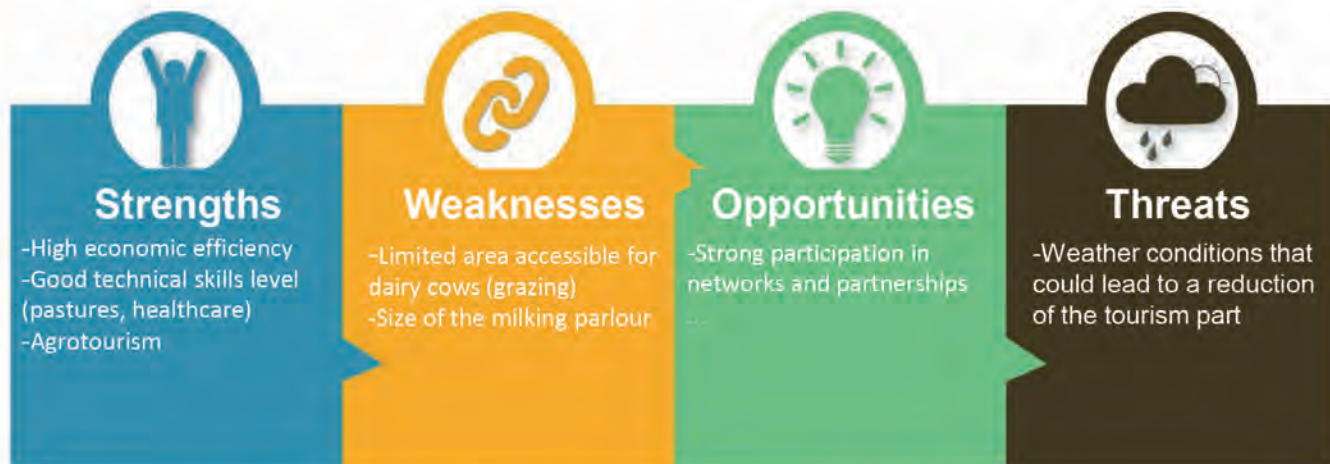 Strengths
-High economic efficiency
-Good technical skills level
(pastures, healthcare)
-Agrotourism
Weaknesses
-Limited area accessible for
dairy cows (grazing)
-Size of the milking parlour
Opportunities
-Strong participation in
networks and partnerships
...
Threats
-Weather conditions that
could lead to a reduction
of the tourism part